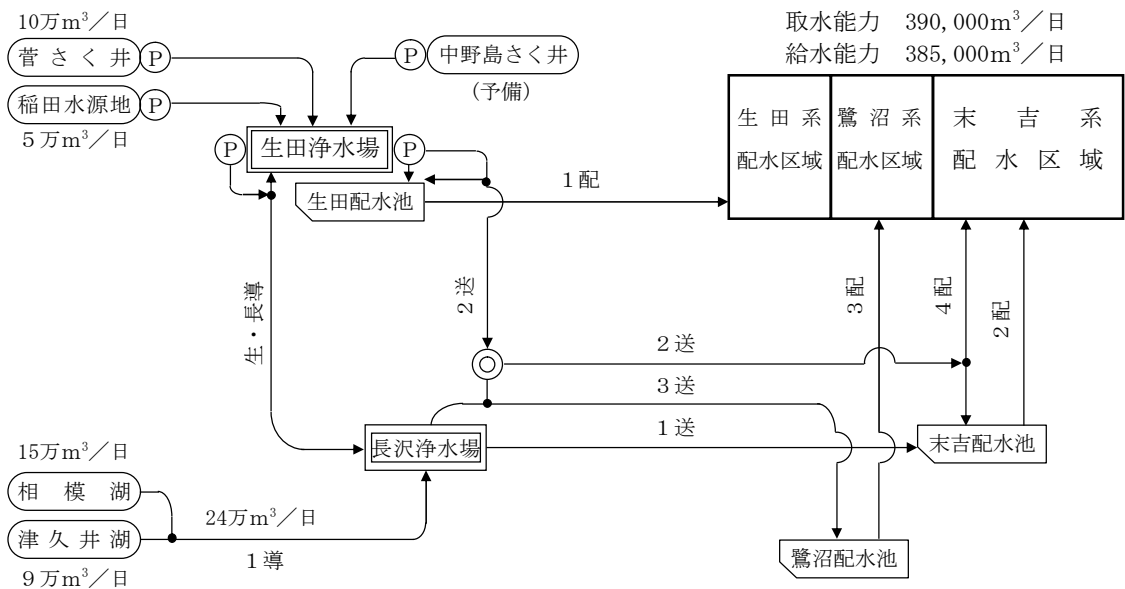 10万m³／日
菅さく井
P
P
中野島さく井
(予備)
稲田水源地
P
５万m³／日
取水能力　390,000m³／日
給水能力　385,000m³／日
生田系
配水区域
鷺沼系
配水区域
末吉系
配水区域
P
生田浄水場
P
生田配水池
１配
生・長導
２送
３配
４配
２配
２送
３送
１送
長沢浄水場
末吉配水池
15万m³／日
相模湖
24万m³／日
津久井湖
１導
９万m³／日
鷺沼配水池